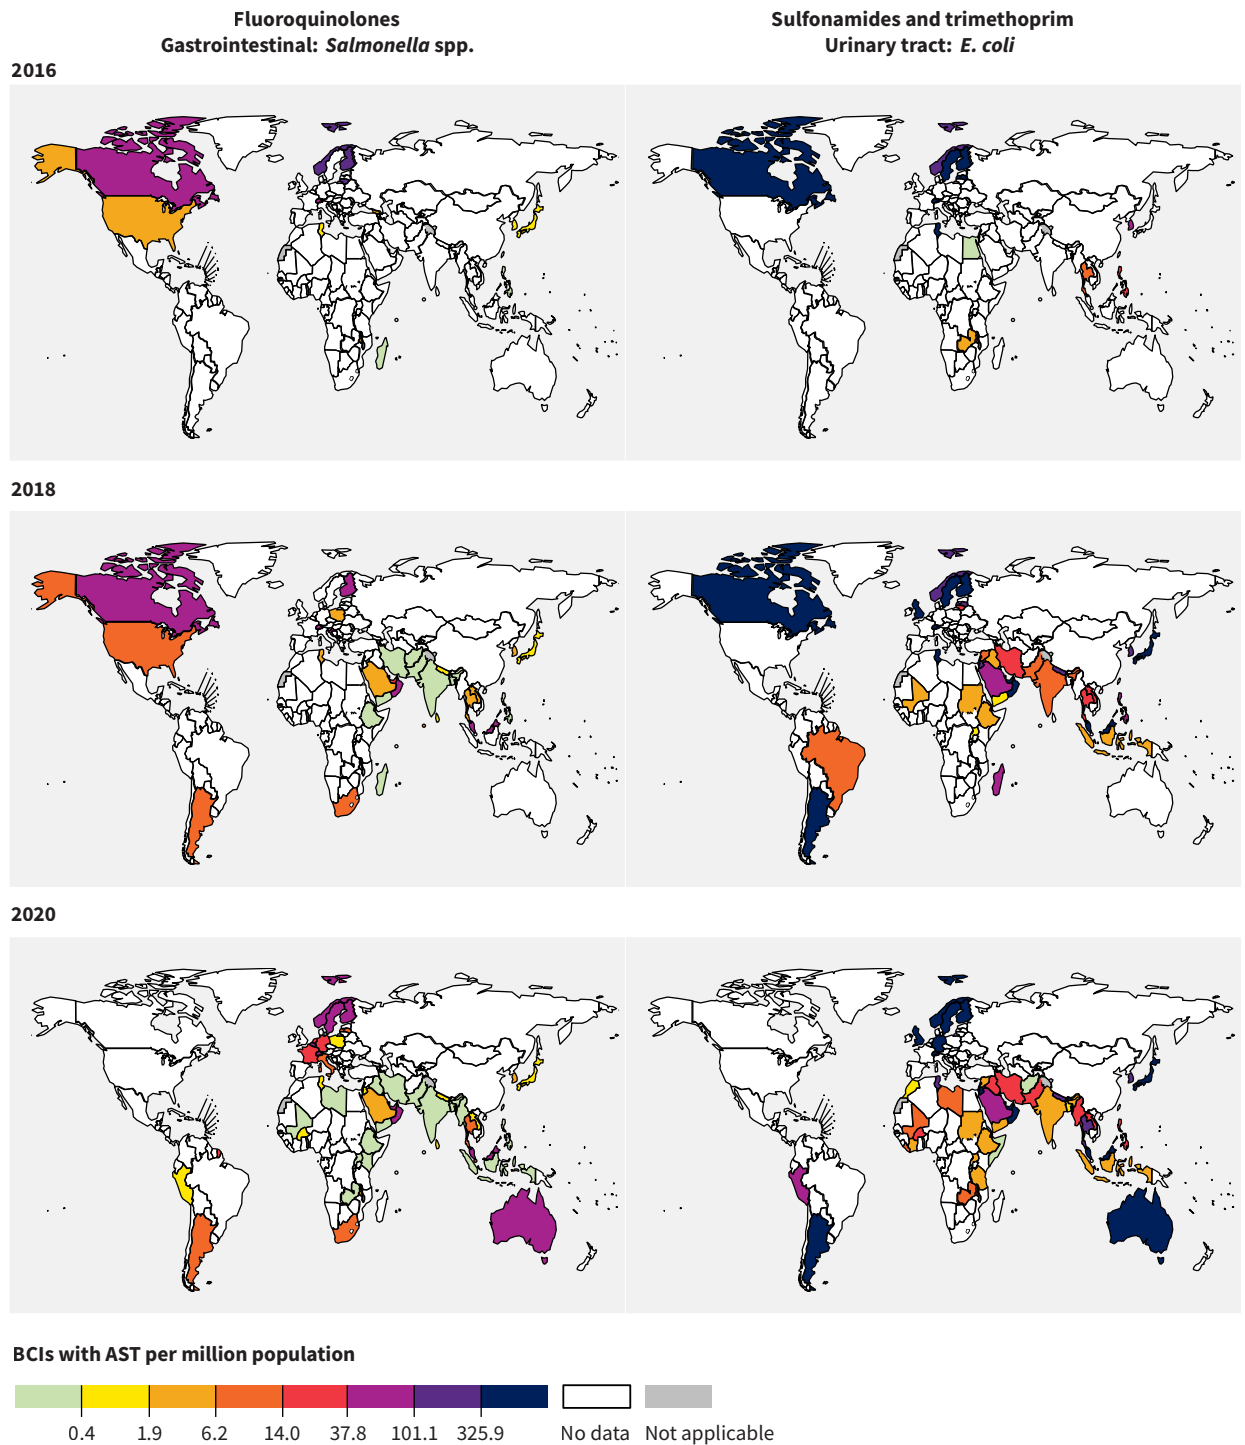 Fluoroquinolones
Gastrointestinal: Salmonella spp.
Sulfonamides and trimethoprim
Urinary tract: E. coli
2016
2018
2020
BCIs with AST per million population
0.4 1.9 6.2 14.0 37.8 101.1 325.9 No data Not applicable